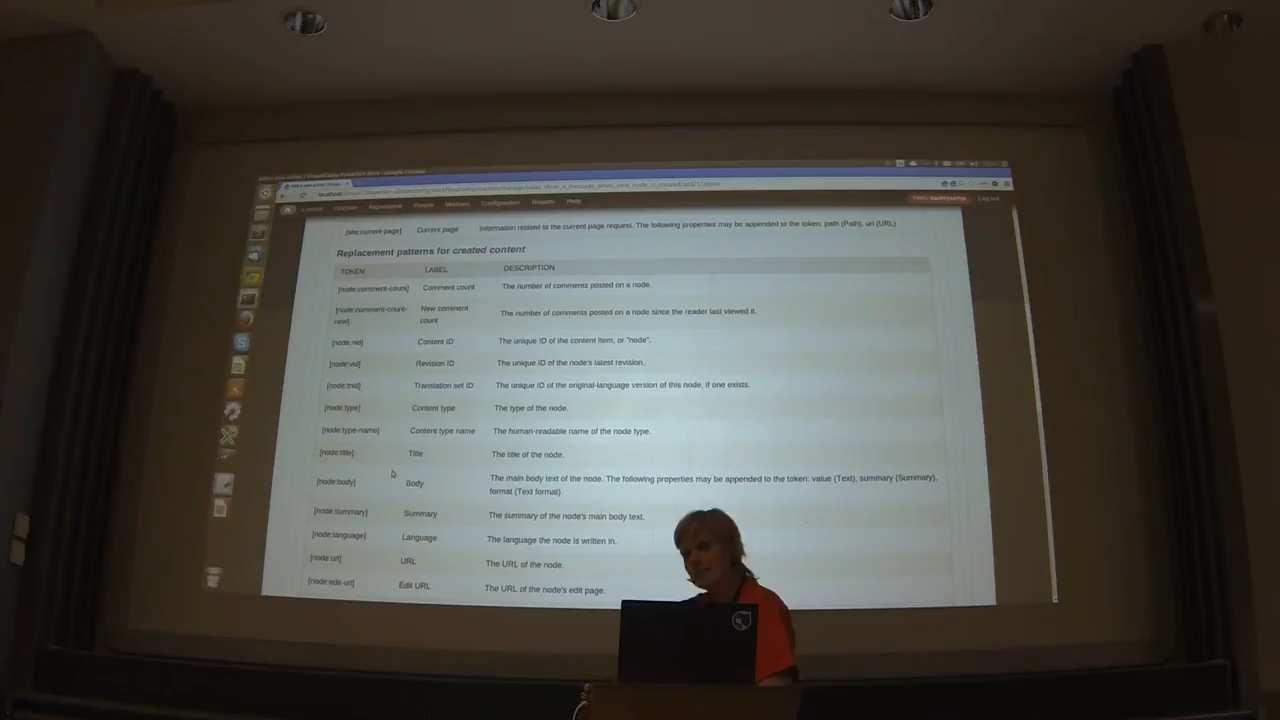 People
Configuration
Reports
Help
Log out
[site:current-page] Current page Information related to the current page request. The following properties may be appended to the token: path (Path), url (URL)
Replacement patterns for created content
TOKEN LABEL DESCRIPTION
[node:comment-count] Comment count The number of comments posted on a node.
[node:comment-count- New comment The number of comments posted on a node since the reader last viewed it.
new] count
[node:nid] Content ID The unique ID of the content item, or "node".
[node:vid] Revision ID The unique ID of the node's latest revision.
[node:tnid] Translation set ID The unique ID of the original-language version of this node, if one exists.
[node:type] Content type The type of the node.
[node:type-name] Content type name The human-readable name of the node type.
[node:title] Title The title of the node.
[node:body] Body The main body text of the node. The following properties may be appended to the token: value (Text), summary (Summary),
format (Text format)
[node:summary] Summary The summary of the node's main body text.
[node:language] Language The language the node is written in.
[node:url] URL The URL of the node.
[node:edit-url] Edit URL The URL of the node's edit page.